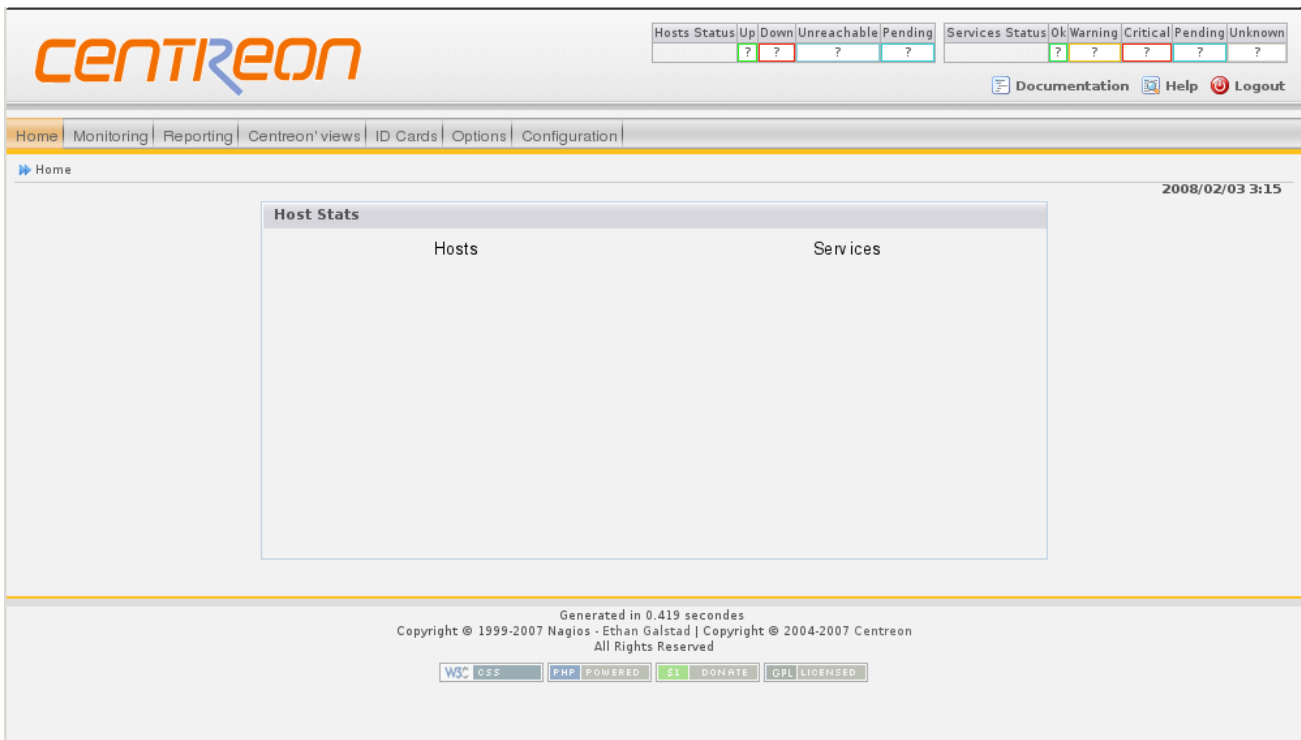 centreon
Hosts Status Up Down Unreachable Pending
? ? ? ?
Services Status Ok Warning Critical Pending Unknown
? ? ? ? ?
Documentation Help Logout
Home Monitoring Reporting Centreon'views ID Cards Options Configuration
Home
2008/02/03 3:15
Host Stats
Hosts Services
Generated in 0.419 secondes
Copyright © 1999-2007 Nagios - Ethan Galstad | Copyright © 2004-2007 Centreon
All Rights Reserved
W3C CSS PHP POWERED $1 DONATE GPL LICENSED